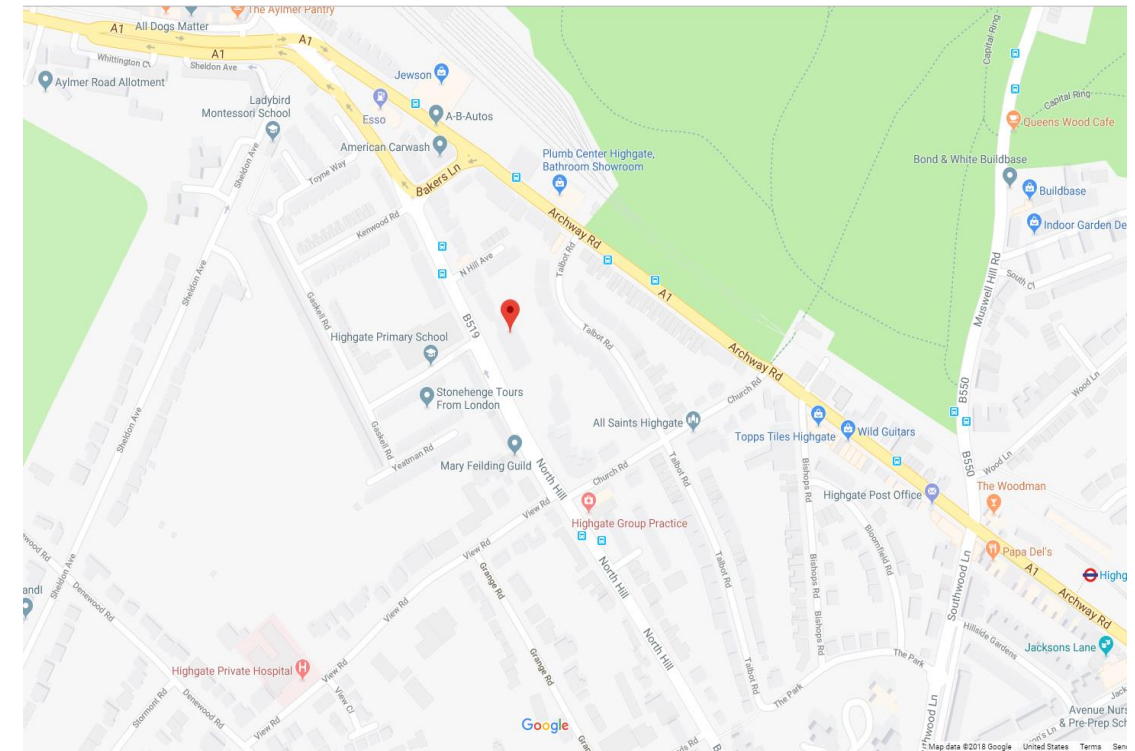 The Aylmer Pantry
All Dogs Matter
A1
A1
A1
Whittington Ct
Sheldon Ave
Aylmer Road Allotment
Jewson
Ladybird
Montessori School
Esso
A-B-Autos
American Carwash
Toyne Way
Bakers Ln
Sheldon Ave
Plumb Center Highgate,
Bathroom Showroom
Capital Ring
Capital Ring
Queens Wood Cafe
Bond & White Buildbase
Buildbase
Indoor Garden De
Kenwood Rd
Archway Rd
Talbot Rd
N Hill Ave
South Cl
Muswell Hill Rd
Sheldon Ave
Gaskell Rd
A1
B519
Talbot Rd
Highgate Primary School
Archway Rd
Stonehenge Tours
From London
Church Rd
Wood Ln
B550
Sheldon Ave
Gaskell Rd
All Saints Highgate
Topps Tiles Highgate
Wild Guitars
Yeatman Rd
Mary Feilding Guild
North Hill
Church Rd
Talbot Rd
Bishops Rd
B550
Wood Ln
View Rd
Highgate Post Office
The Woodman
Highgate Group Practice
Bloomfield Rd
View Rd
Papa Del's
A1
Highg
Denewood Rd
Sheldon Ave
andl
Grange Rd
North Hill
Talbot Rd
Bishops Rd
Southwood Ln
Archway Rd
View Rd
North Hill
Bishops Rd
Hillside Gardens
Jacksons Lane
Highgate Private Hospital
View Rd
Grange Rd
Talbot Rd
The Park
The Park
Stormont Rd
Denewood Rd
View Cl
Google
Avenue Nurs
& Pre-Prep Sch
Map data ©2018 Google United States Terms Sen